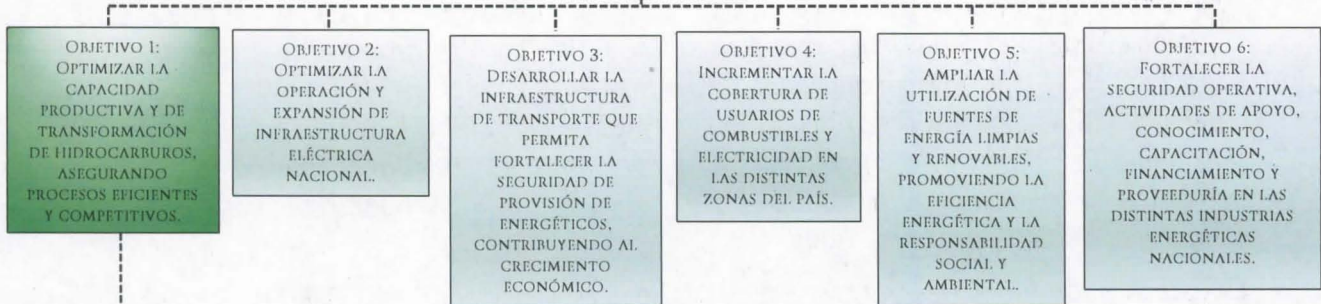 OBJETIVO 1:
OPTIMIZAR LA
CAPACIDAD
PRODUCTIVA Y DE
TRANSFORMACIÓN
DE HIDROCARBUROS,
ASEGURANDO
PROCESOS EFICIENTES
Y COMPETITIVOS.
OBJETIVO 2:
OPTIMIZAR LA
OPERACIÓN Y
EXPANSIÓN DE
INFRAESTRUCTURA
ELÉCTRICA
NACIONAL.
OBJETIVO 3:
DESARROLLAR LA
INFRAESTRUCTURA
DE TRANSPORTE QUE
PERMITA
FORTALECER LA
SEGURIDAD DE
PROVISIÓN DE
ENERGÉTICOS,
CONTRIBUYENDO AL
CRECIMIENTO
ECONÓMICO.
OBJETIVO 4:
INCREMENTAR LA
COBERTURA DE
USUARIOS DE
COMBUSTIBLES Y
ELECTRICIDAD EN
LAS DISTINTAS
ZONAS DEL PAÍS.
OBJETIVO 5:
AMPLIAR LA
UTILIZACIÓN DE
FUENTES DE
ENERGÍA LIMPIAS
Y RENOVABLES,
PROMOVIENDO LA
EFICIENCIA
ENERGÉTICA Y LA
RESPONSABILIDAD
SOCIAL Y
AMBIENTAL.
OBJETIVO 6:
FORTALECER LA
SEGURIDAD OPERATIVA,
ACTIVIDADES DE APOYO,
CONOCIMIENTO,
CAPACITACIÓN,
FINANCIAMIENTO Y
PROVEEDURÍA EN LAS
DISTINTAS INDUSTRIAS
ENERGÉTICAS
NACIONALES.